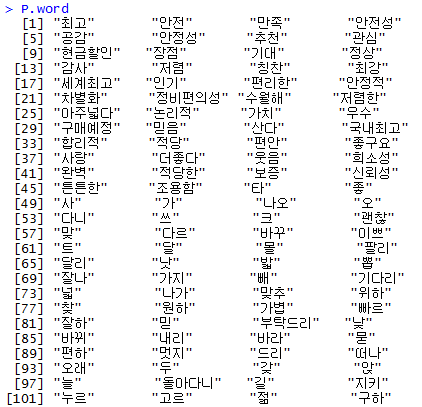 > P.word
[1] "최고" "안전" "만족" "안전성"
[5] "공감" "안정성" "추천" "관심"
[9] "현금할인" "장점" "기대" "정상"
[13] "감사" "저렴" "칭찬" "최강"
[17] "세계최고" "인기" "편리한" "안정적"
[21] "차별화" "정비편의성" "수월해" "저렴한"
[25] "아주넓다" "논리적" "가치" "우수"
[29] "구매예정" "믿음" "산다" "국내최고"
[33] "합리적" "적당" "편안" "좋구요"
[37] "사랑" "더좋다" "웃음" "희소성"
[41] "완벽" "적당한" "보증" "신뢰성"
[45] "튼튼한" "조용함" "타" "좋"
[49] "사" "가" "나오" "오"
[53] "다니" "쓰" "크" "괜찮"
[57] "맞" "다르" "바꾸" "이쁘"
[61] "트" "달" "몰" "팔리"
[65] "달리" "낫" "밟" "뽑"
[69] "잘나" "가지" "빼" "기다리"
[73] "넓" "나가" "맞추" "위하"
[77] "찾" "원하" "가볍" "빠르"
[81] "잘하" "믿" "부탁드리" "낮"
[85] "바뀌" "내리" "바라" "묻"
[89] "편하" "멋지" "드리" "떠나"
[93] "오래" "두" "갖" "앉"
[97] "늘" "돌아다니" "길" "지키"
[101] "누르" "고르" "젊" "구하"